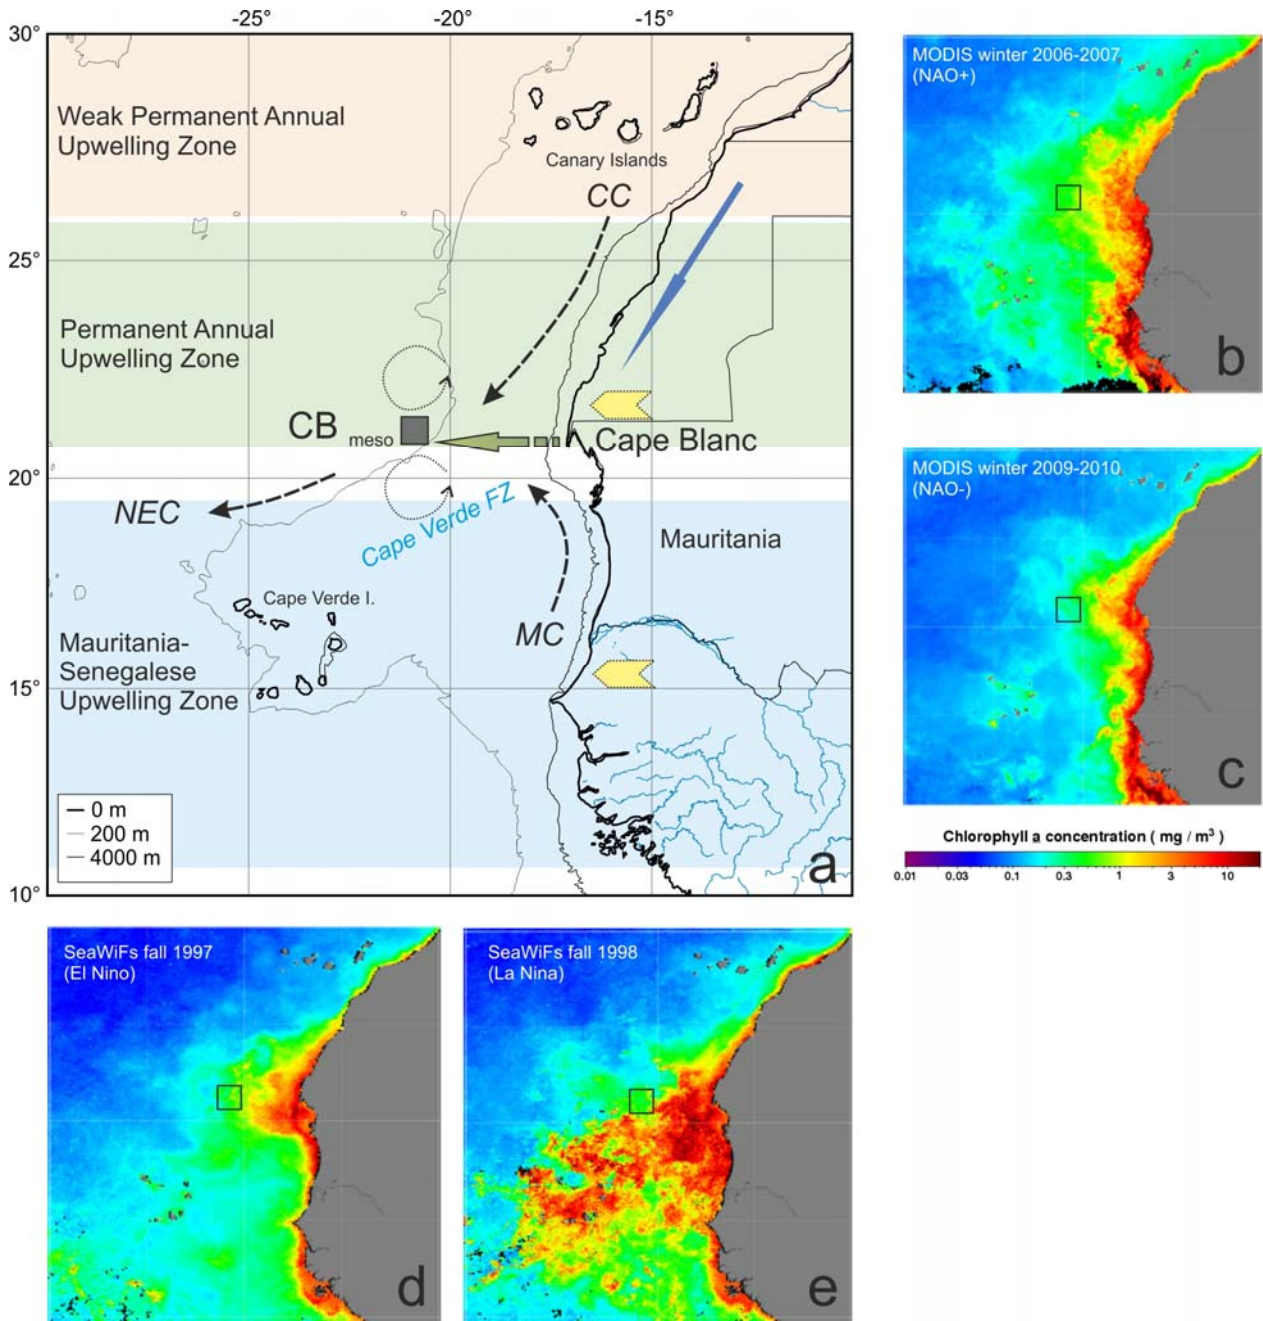 -25°
-20°
-15°
30°
25°
20°
15°
10°
Weak Permanent Annual
Upwelling Zone
Canary Islands
CC
Permanent Annual
Upwelling Zone
CB meso
Cape Blanc
NEC
Cape Verde FZ
Mauritania
Cape Verde I.
MC
Mauritania-
Senegalese
Upwelling Zone
0 m
200 m
4000 m
a
MODIS winter 2006-2007
(NAO+)
b
MODIS winter 2009-2010
(NAO-)
c
Chlorophyll a concentration ( mg / m³ )
0.01 0.03 0.1 0.3 1 3 10
SeaWiFs fall 1997
(El Nino)
d
SeaWiFs fall 1998
(La Nina)
e